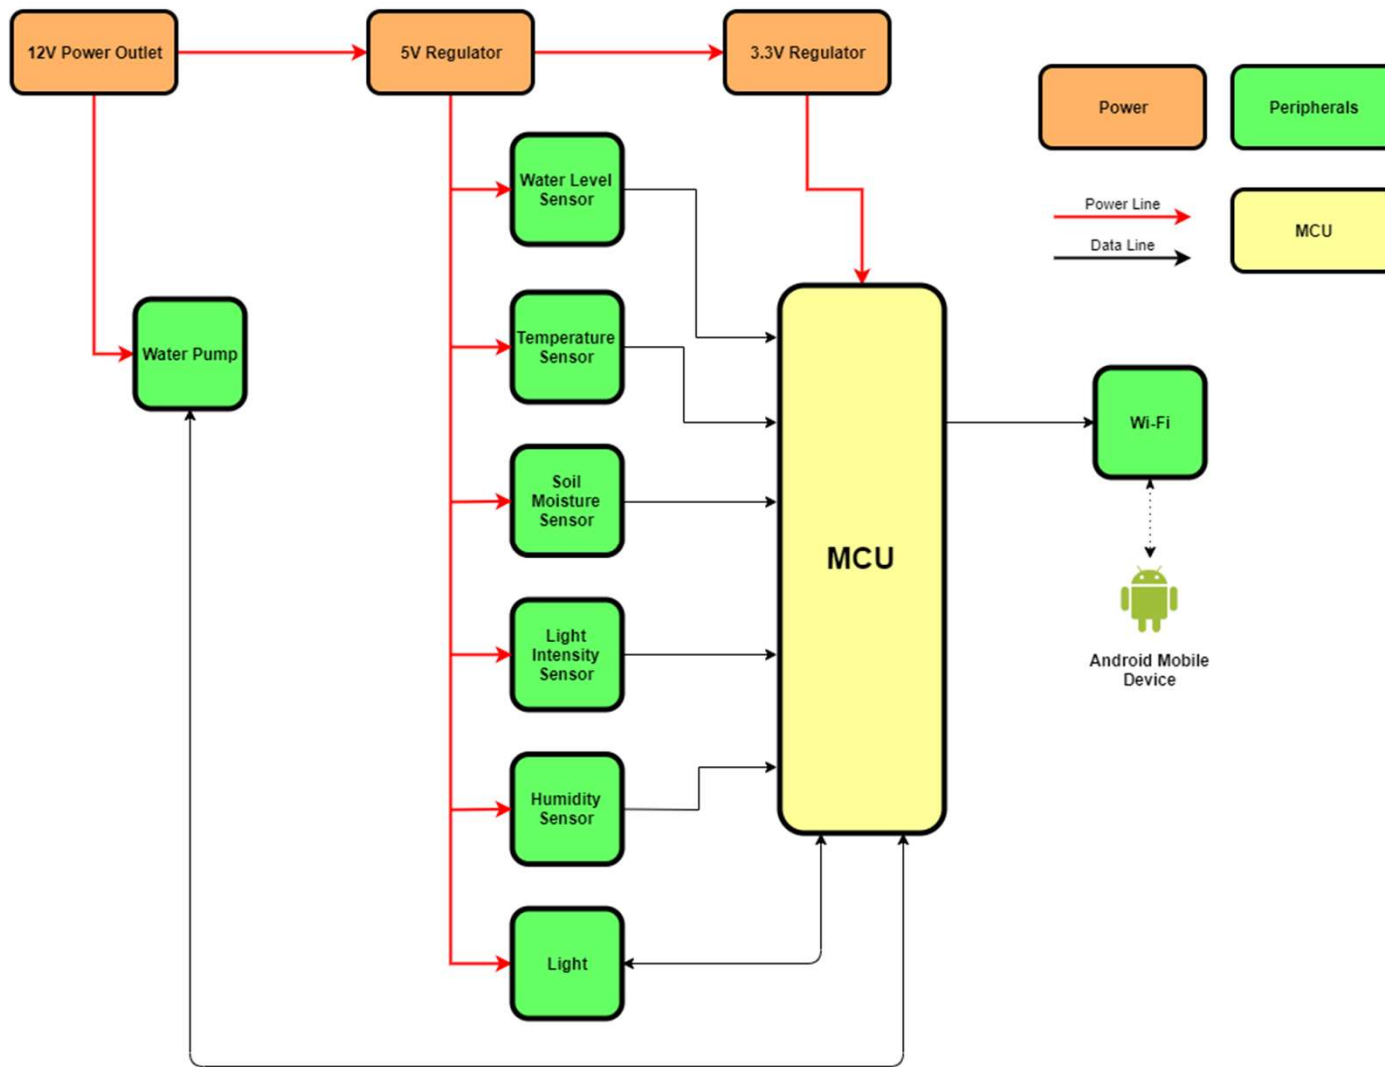 12V Power Outlet
5V Regulator
3.3V Regulator
Power
Peripherals
Water Level
Sensor
Power Line
Data Line
MCU
Water Pump
Temperature
Sensor
Wi-Fi
Soil
Moisture
Sensor
MCU
Light
Intensity
Sensor
Android Mobile
Device
Humidity
Sensor
Light